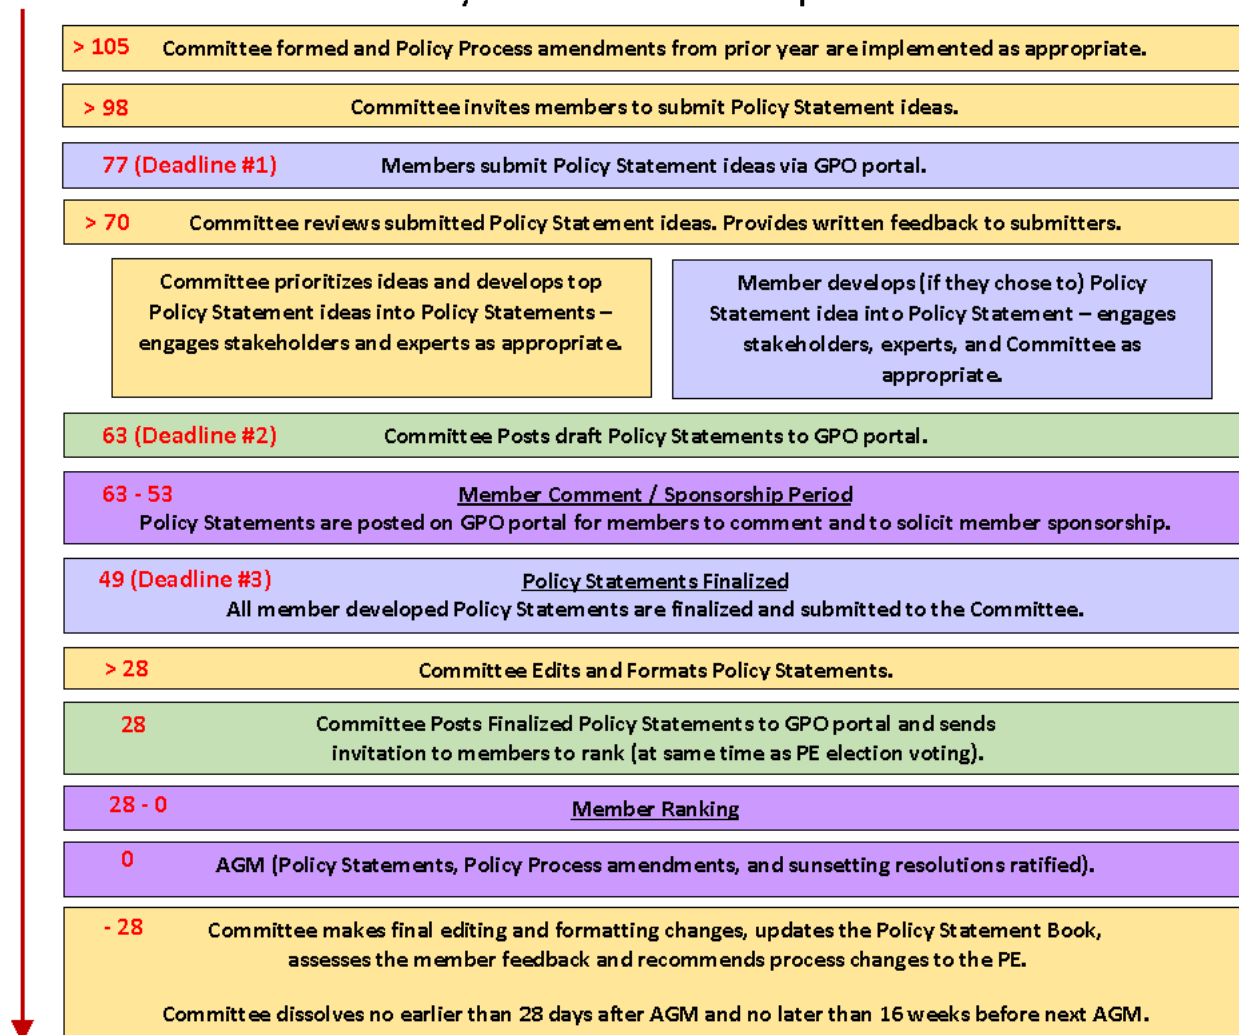 > 105 Committee formed and Policy Process amendments from prior year are implemented as appropriate.
> 98 Committee invites members to submit Policy Statement ideas.
77 (Deadline #1) Members submit Policy Statement ideas via GPO portal.
> 70 Committee reviews submitted Policy Statement ideas. Provides written feedback to submitters.
Committee prioritizes ideas and develops top
Policy Statement ideas into Policy Statements –
engages stakeholders and experts as appropriate.
Member develops (if they chose to) Policy
Statement idea into Policy Statement – engages
stakeholders, experts, and Committee as
appropriate.
63 (Deadline #2) Committee Posts draft Policy Statements to GPO portal.
63 - 53 Member Comment / Sponsorship Period
Policy Statements are posted on GPO portal for members to comment and to solicit member sponsorship.
49 (Deadline #3) Policy Statements Finalized
All member developed Policy Statements are finalized and submitted to the Committee.
> 28 Committee Edits and Formats Policy Statements.
28 Committee Posts Finalized Policy Statements to GPO portal and sends
invitation to members to rank (at same time as PE election voting).
28 - 0 Member Ranking
0 AGM (Policy Statements, Policy Process amendments, and sunsetting resolutions ratified).
- 28 Committee makes final editing and formatting changes, updates the Policy Statement Book,
assesses the member feedback and recommends process changes to the PE.
Committee dissolves no earlier than 28 days after AGM and no later than 16 weeks before next AGM.